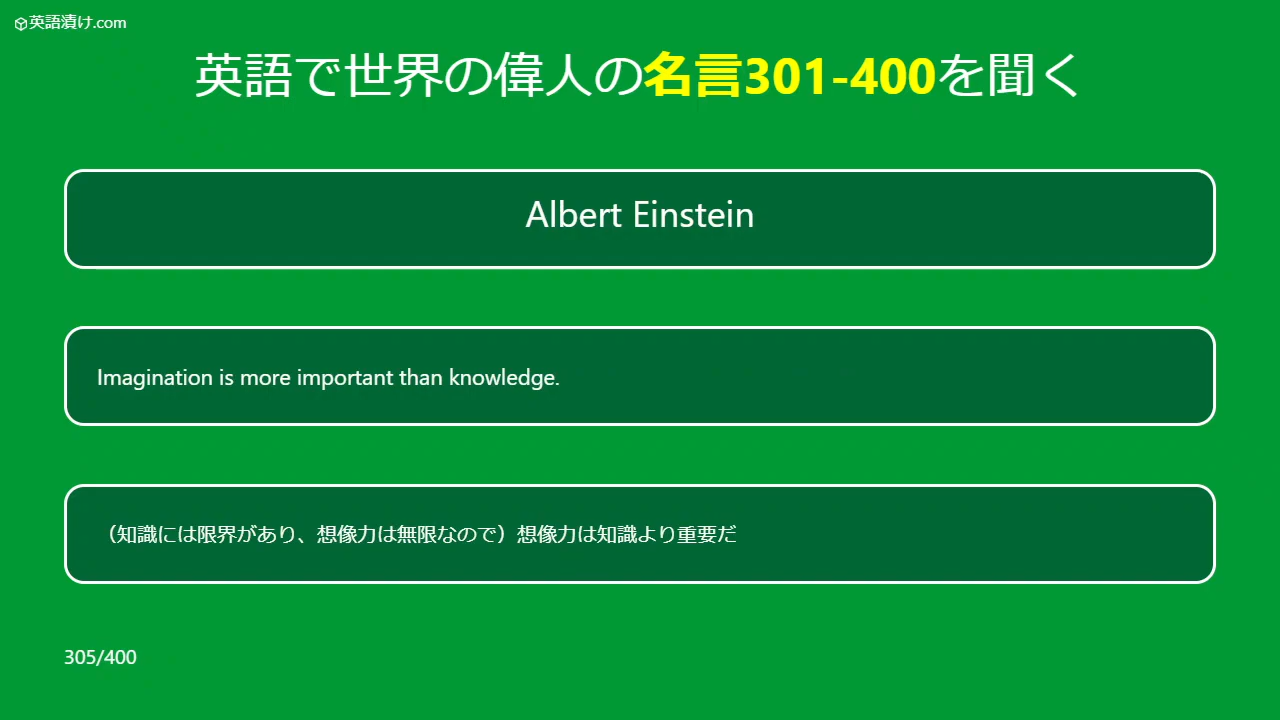 英語漬け.com
英語で世界の偉人の名言301-400を聞く
Albert Einstein
Imagination is more important than knowledge.
（知識には限界があり、想像力は無限なので）想像力は知識より重要だ
305/400